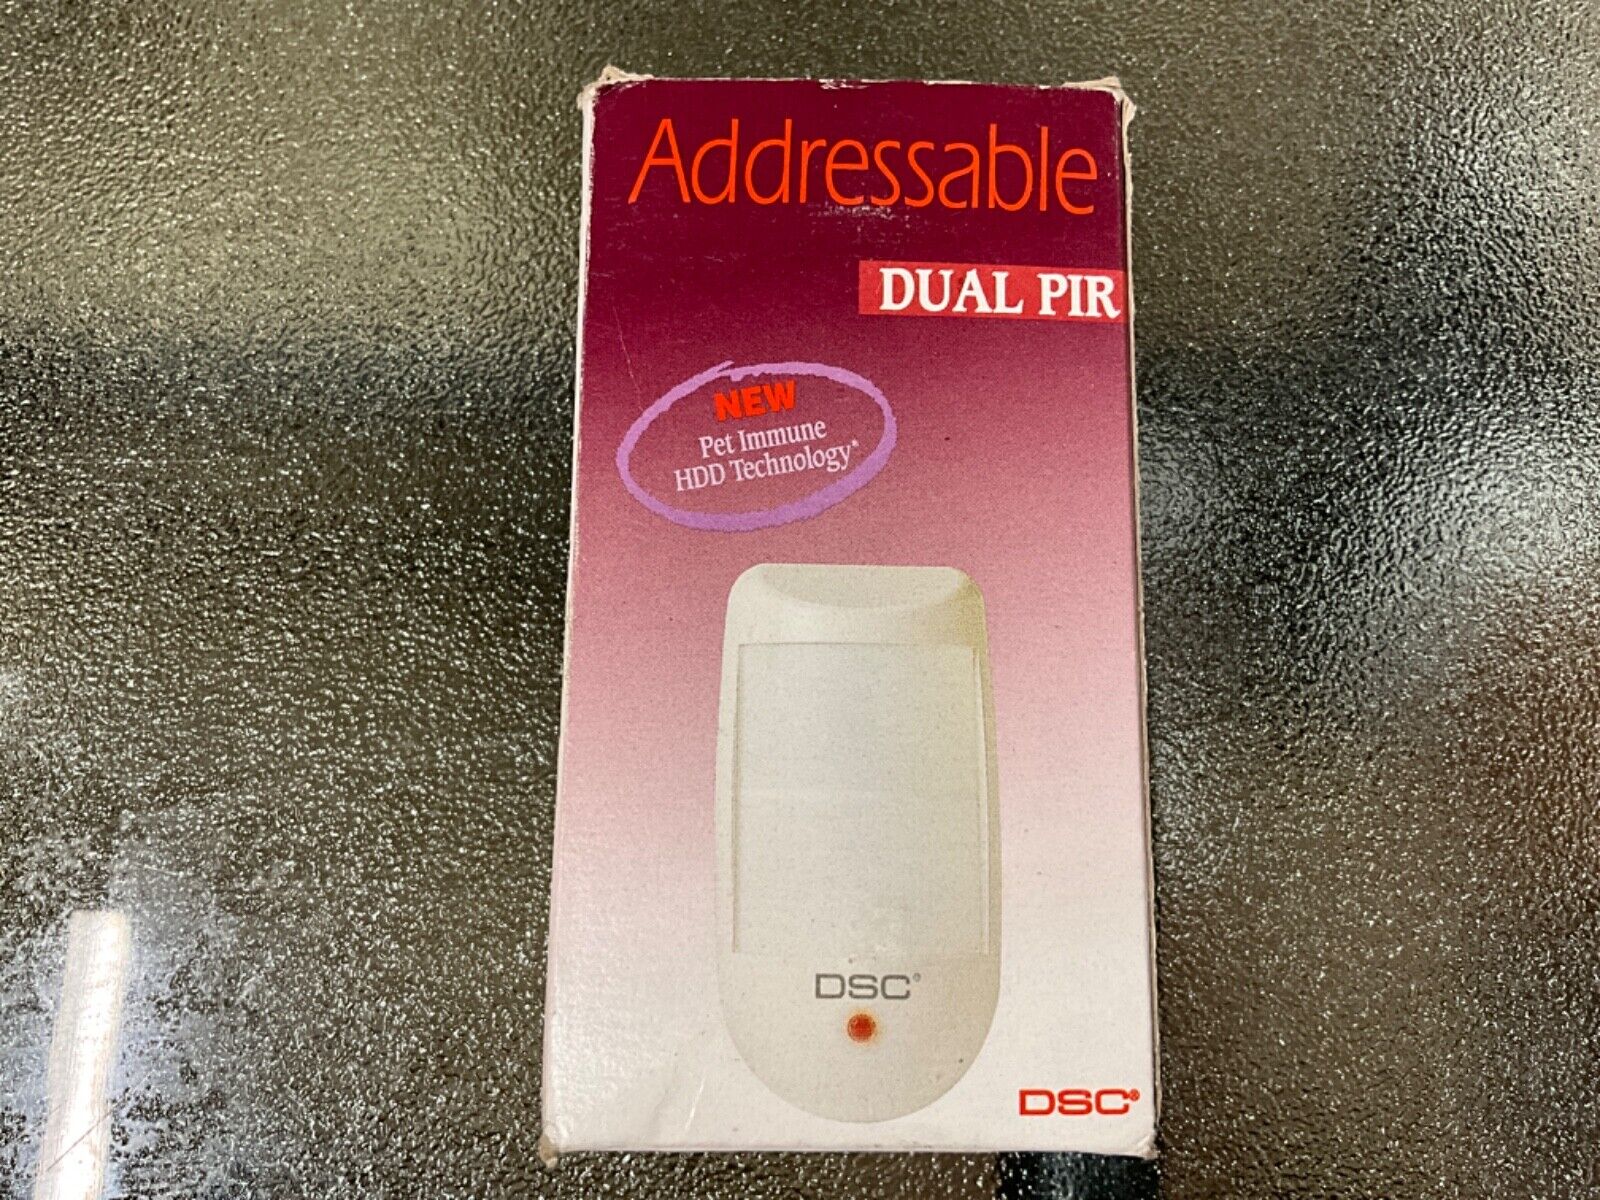 Addressable
DUAL PIR
NEW
Pet Immune
HDD Technology*
DSC®
DSC®